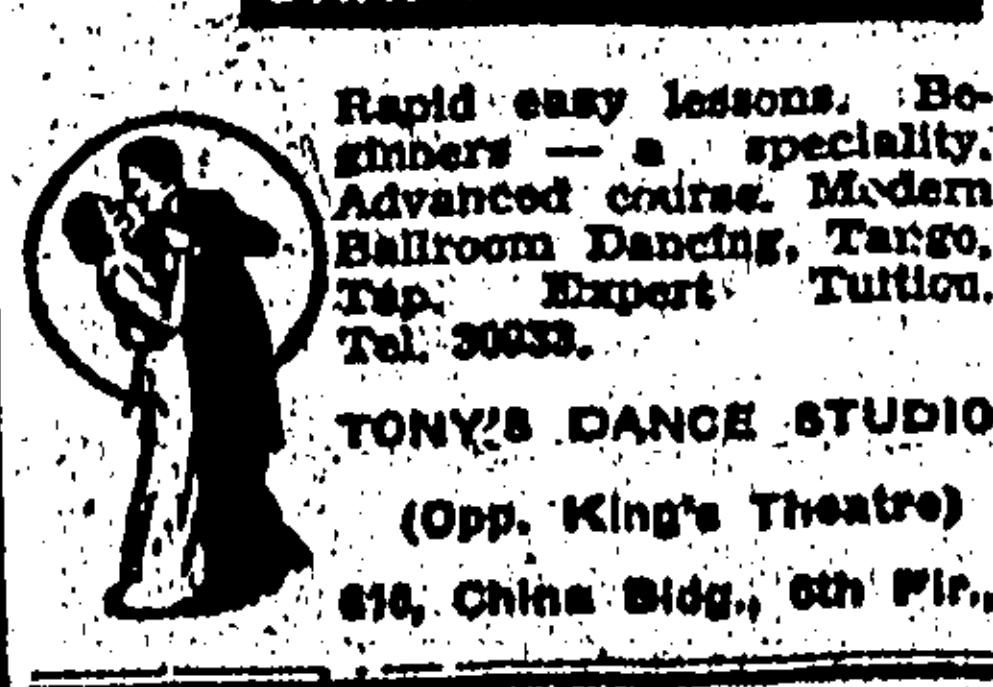 Rapid easy lessons. Be-
ginners — a speciality.
Advanced course. Modern
Ballroom Dancing, Tango,
Tap. Expert Tuition.
Tel.
TONY'S DANCE STUDIO
(Opp. King's Theatre)
China Bldg., 6th Flr.,